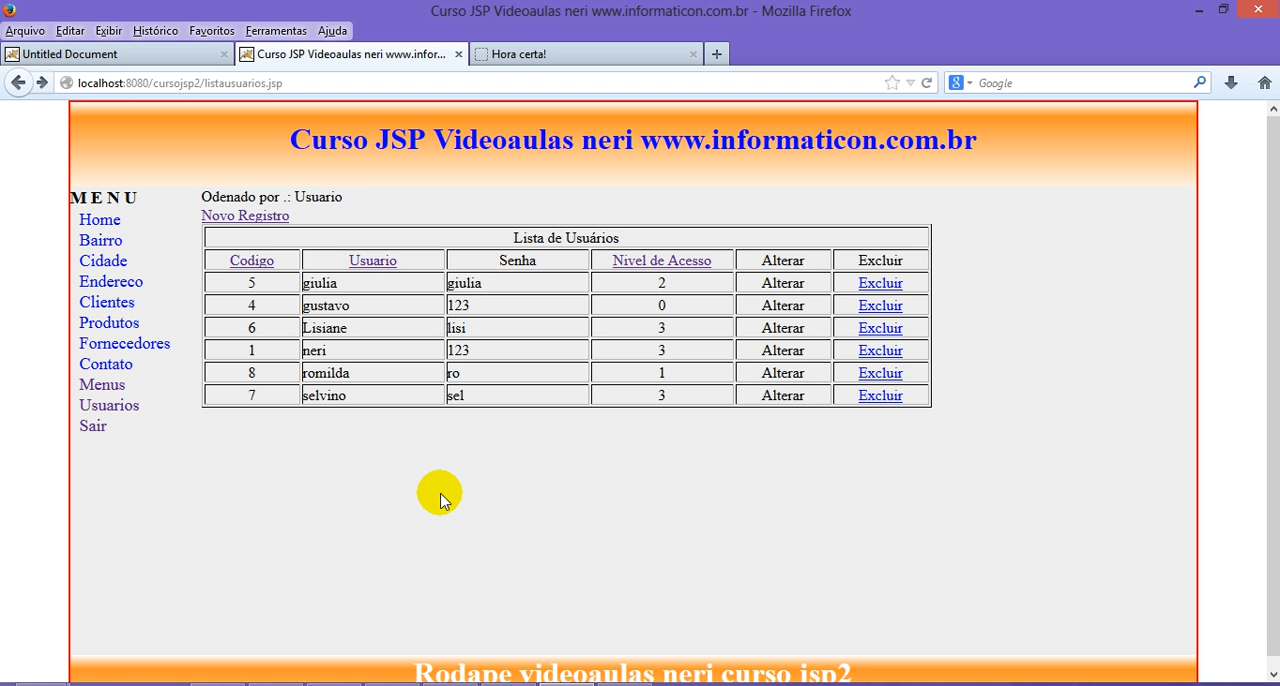 Curso JSP Videoaulas neri www.informaticon.com.br - Mozilla Firefox
Arquivo Editar Exibir Histórico Favoritos Ferramentas Ajuda
Untitled Document
Curso JSP Videoaulas neri www.infor...
Hora certa!
localhost:8080/cursojsp2/listausuarios.jsp
Google
Curso JSP Videoaulas neri www.informaticon.com.br
M E N U
Home
Bairro
Cidade
Endereco
Clientes
Produtos
Fornecedores
Contato
Menus
Usuarios
Sair
Odenado por .: Usuario
Novo Registro
Lista de Usuários
Codigo Usuario Senha Nivel de Acesso Alterar Excluir
5 giulia giulia 2 Alterar Excluir
4 gustavo 123 0 Alterar Excluir
6 Lisiane lisi 3 Alterar Excluir
1 neri 123 3 Alterar Excluir
8 romilda ro 1 Alterar Excluir
7 selvino sel 3 Alterar Excluir
Rodape videoaulas neri curso jsp2